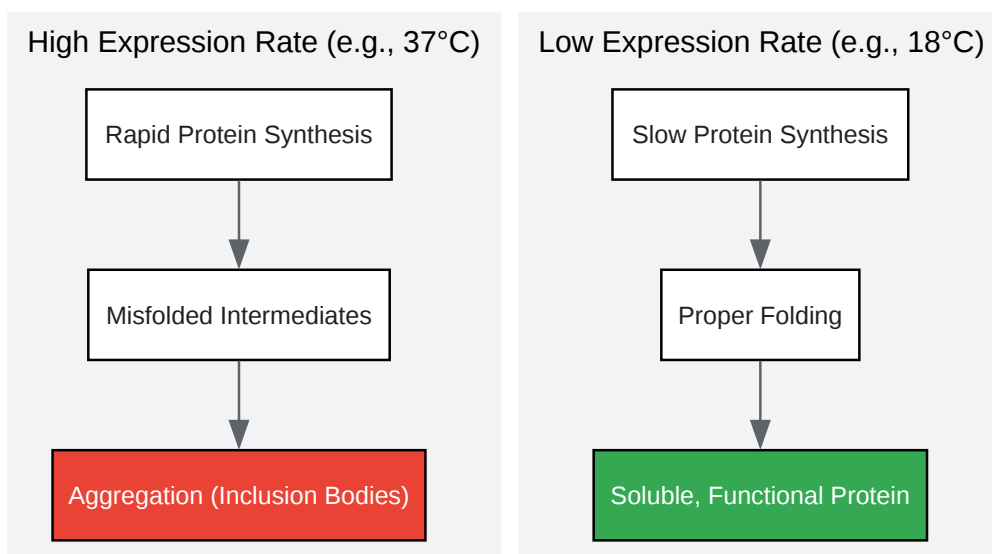 High Expression Rate (e.g., 37°C)
Rapid Protein Synthesis
Misfolded Intermediates
Aggregation (Inclusion Bodies)
Low Expression Rate (e.g., 18°C)
Slow Protein Synthesis
Proper Folding
Soluble, Functional Protein